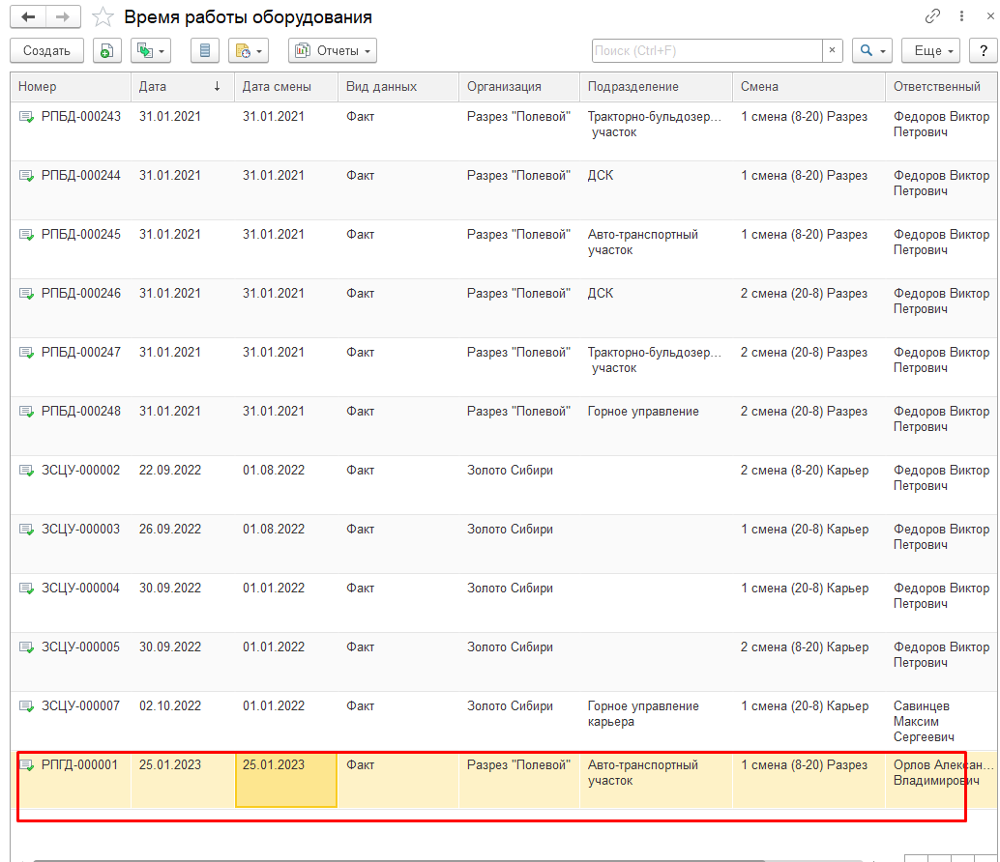 Время работы оборудования
Создать Отчеты Поиск (Ctrl+F) × Еще ?
Номер Дата ↓ Дата смены Вид данных Организация Подразделение Смена Ответственный
РПБД-000243 31.01.2021 31.01.2021 Факт Разрез "Полевой" Тракторно-бульдозер... 1 смена (8-20) Разрез Федоров Виктор
участок Петрович
РПБД-000244 31.01.2021 31.01.2021 Факт Разрез "Полевой" ДСК 1 смена (8-20) Разрез Федоров Виктор
Петрович
РПБД-000245 31.01.2021 31.01.2021 Факт Разрез "Полевой" Авто-транспортный 1 смена (8-20) Разрез Федоров Виктор
участок Петрович
РПБД-000246 31.01.2021 31.01.2021 Факт Разрез "Полевой" ДСК 2 смена (20-8) Разрез Федоров Виктор
Петрович
РПБД-000247 31.01.2021 31.01.2021 Факт Разрез "Полевой" Тракторно-бульдозер... 2 смена (20-8) Разрез Федоров Виктор
участок Петрович
РПБД-000248 31.01.2021 31.01.2021 Факт Разрез "Полевой" Горное управление 2 смена (20-8) Разрез Федоров Виктор
Петрович
ЗСЦУ-000002 22.09.2022 01.08.2022 Факт Золото Сибири 2 смена (8-20) Карьер Федоров Виктор
Петрович
ЗСЦУ-000003 26.09.2022 01.08.2022 Факт Золото Сибири 1 смена (20-8) Карьер Федоров Виктор
Петрович
ЗСЦУ-000004 30.09.2022 01.01.2022 Факт Золото Сибири 1 смена (20-8) Карьер Федоров Виктор
Петрович
ЗСЦУ-000005 30.09.2022 01.01.2022 Факт Золото Сибири 2 смена (8-20) Карьер Федоров Виктор
Петрович
ЗСЦУ-000007 02.10.2022 01.01.2022 Факт Золото Сибири Горное управление 1 смена (20-8) Карьер Савинцев
карьера Максим
Сергеевич
РПГД-000001 25.01.2023 25.01.2023 Факт Разрез "Полевой" Авто-транспортный 1 смена (8-20) Разрез Орлов Алексан...
участок Владимирович